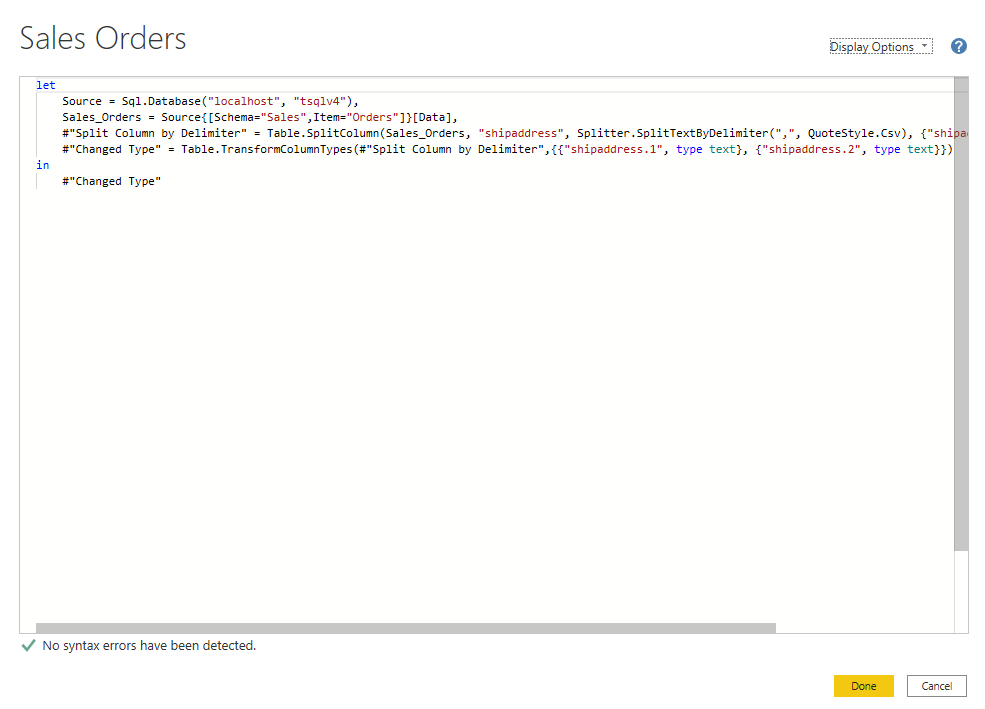 Sales Orders
Display Options
?
let
Source = Sql.Database("localhost", "tsqlv4"),
Sales_Orders = Source{[Schema="Sales",Item="Orders"]}[Data],
#"Split Column by Delimiter" = Table.SplitColumn(Sales_Orders, "shipaddress", Splitter.SplitTextByDelimiter(",", QuoteStyle.Csv), {"shipa
#"Changed Type" = Table.TransformColumnTypes(#"Split Column by Delimiter",{{"shipaddress.1", type text}, {"shipaddress.2", type text}})
in
#"Changed Type"
No syntax errors have been detected.
Done
Cancel